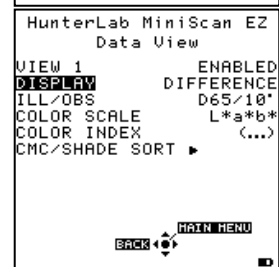 HunterLab MiniScan EZ
Data View
VIEW 1 ENABLED
DISPLAY DIFFERENCE
ILL/OBS D65/10°
COLOR SCALE L*a*b*
COLOR INDEX (...)
CMC/SHADE SORT ▶
MAIN MENU
BACK